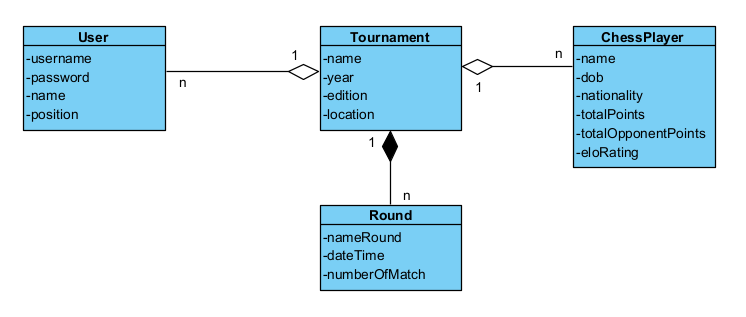 User
-username
-password
-name
-position
n
1
Tournament
-name
-year
-edition
-location
1
n
ChessPlayer
-name
-dob
-nationality
-totalPoints
-totalOpponentPoints
-eloRating
1
n
Round
-nameRound
-dateTime
-numberOfMatch